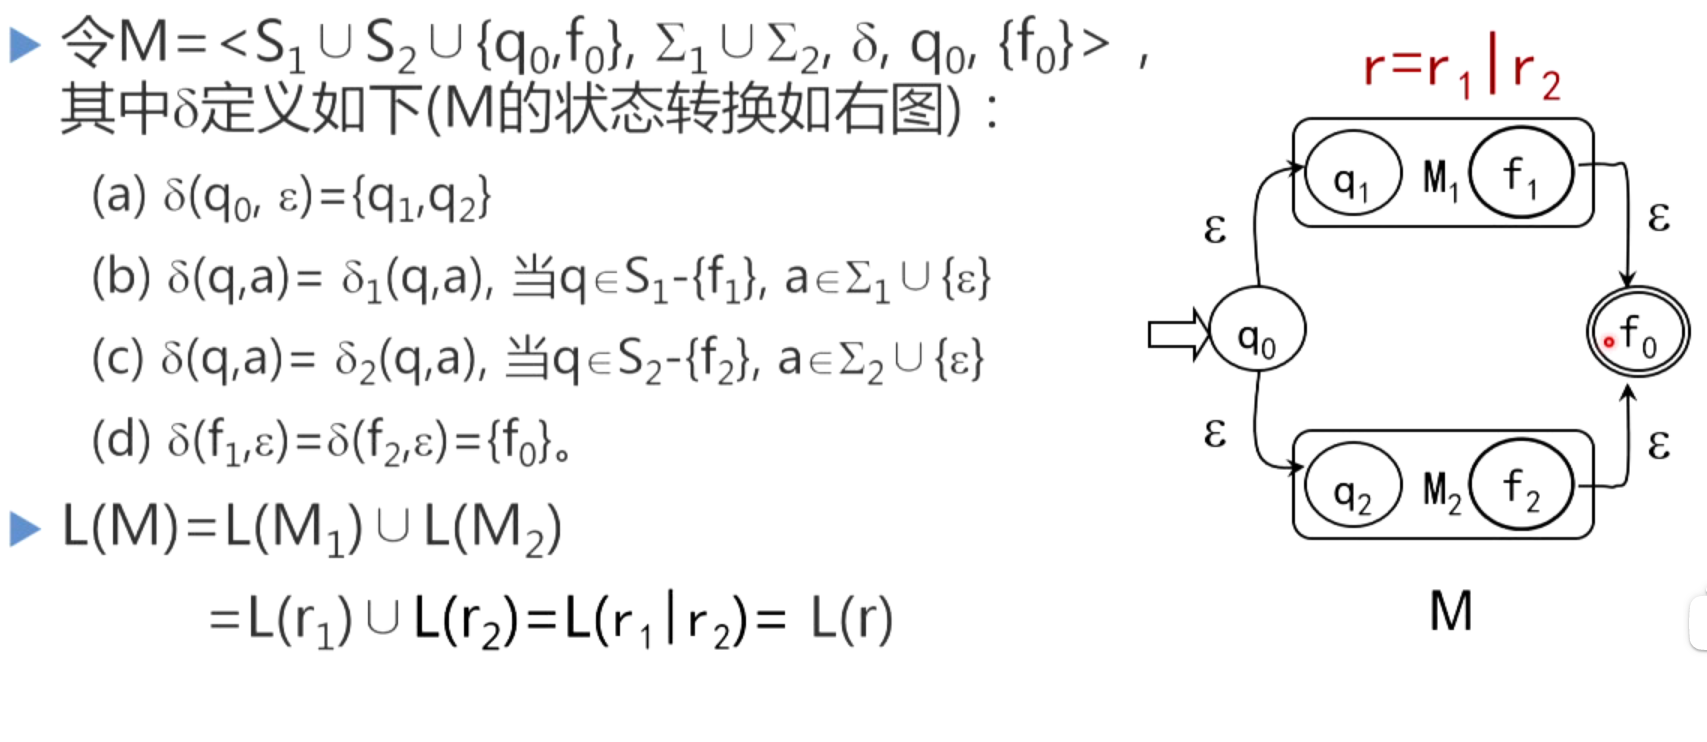 令M=<S₁∪S₂∪{q₀,f₀}, Σ₁∪Σ₂, δ, q₀, {f₀}>，
其中δ定义如下(M的状态转换如右图)：
(a) δ(q₀, ε)={q₁,q₂}
(b) δ(q,a)= δ₁(q,a), 当q∈S₁-{f₁}, a∈Σ₁∪{ε}
(c) δ(q,a)= δ₂(q,a), 当q∈S₂-{f₂}, a∈Σ₂∪{ε}
(d) δ(f₁,ε)=δ(f₂,ε)={f₀}。
L(M)=L(M₁)∪L(M₂)
=L(r₁)∪L(r₂)=L(r₁|r₂)= L(r)
r=r₁|r₂
q₁ M₁ f₁
ε ε
q₀ f₀
ε ε
q₂ M₂ f₂
M